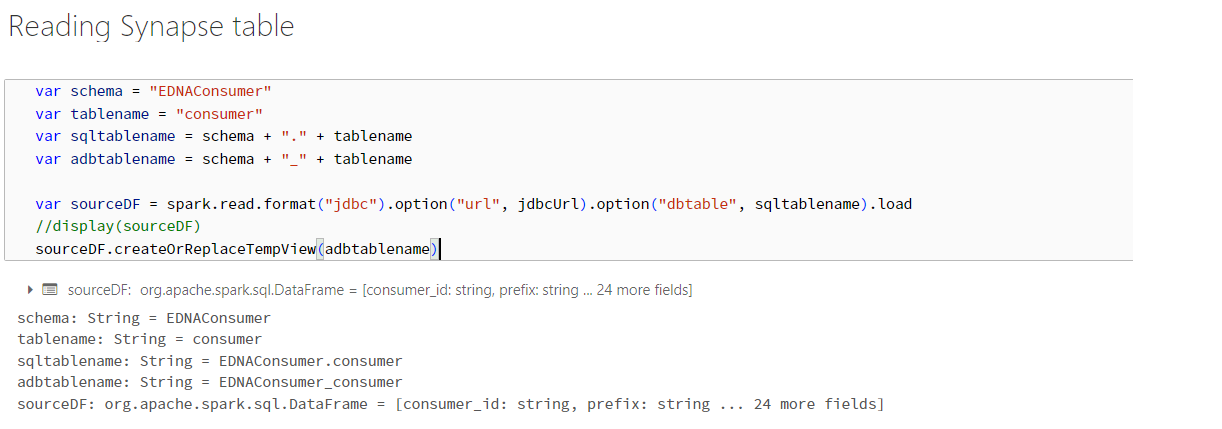 Reading Synapse table
var schema = "EDNAConsumer"
var tablename = "consumer"
var sqltablename = schema + "." + tablename
var adbtablename = schema + "_" + tablename
var sourceDF = spark.read.format("jdbc").option("url", jdbcUrl).option("dbtable", sqltablename).load
//display(sourceDF)
sourceDF.createOrReplaceTempView(adbtablename)
sourceDF: org.apache.spark.sql.DataFrame = [consumer_id: string, prefix: string ... 24 more fields]
schema: String = EDNAConsumer
tablename: String = consumer
sqltablename: String = EDNAConsumer.consumer
adbtablename: String = EDNAConsumer_consumer
sourceDF: org.apache.spark.sql.DataFrame = [consumer_id: string, prefix: string ... 24 more fields]